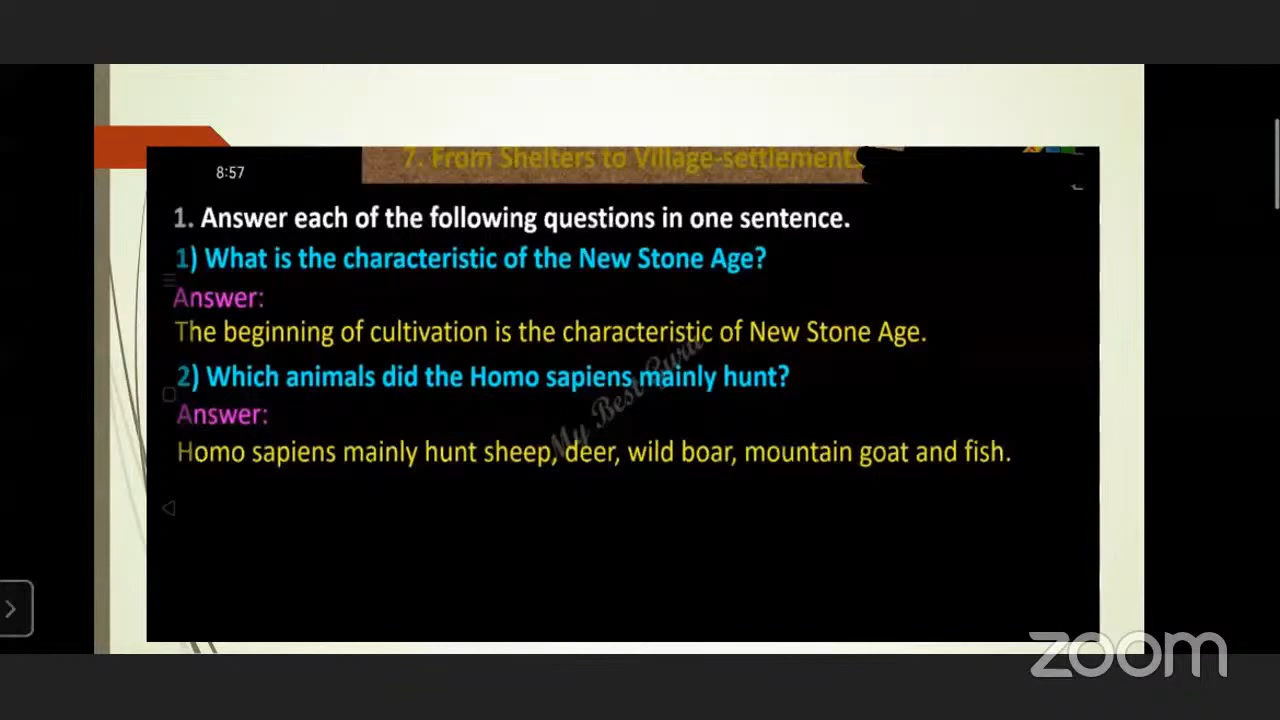 7. From Shelters to Village-settlement
8:57
1. Answer each of the following questions in one sentence.
1) What is the characteristic of the New Stone Age?
Answer:
The beginning of cultivation is the characteristic of New Stone Age.
2) Which animals did the Homo sapiens mainly hunt?
Answer:
Homo sapiens mainly hunt sheep, deer, wild boar, mountain goat and fish.
My Best Guru
zoom